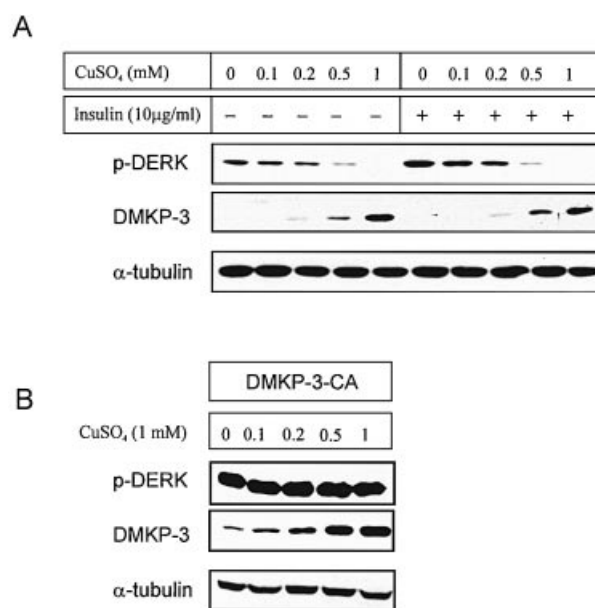 A
CuSO₄ (mM) 0 0.1 0.2 0.5 1 0 0.1 0.2 0.5 1
Insulin (10μg/ml) – – – – – + + + + +
p-DERK
DMKP-3
α-tubulin
DMKP-3-CA
B
CuSO₄ (1 mM) 0 0.1 0.2 0.5 1
p-DERK
DMKP-3
α-tubulin